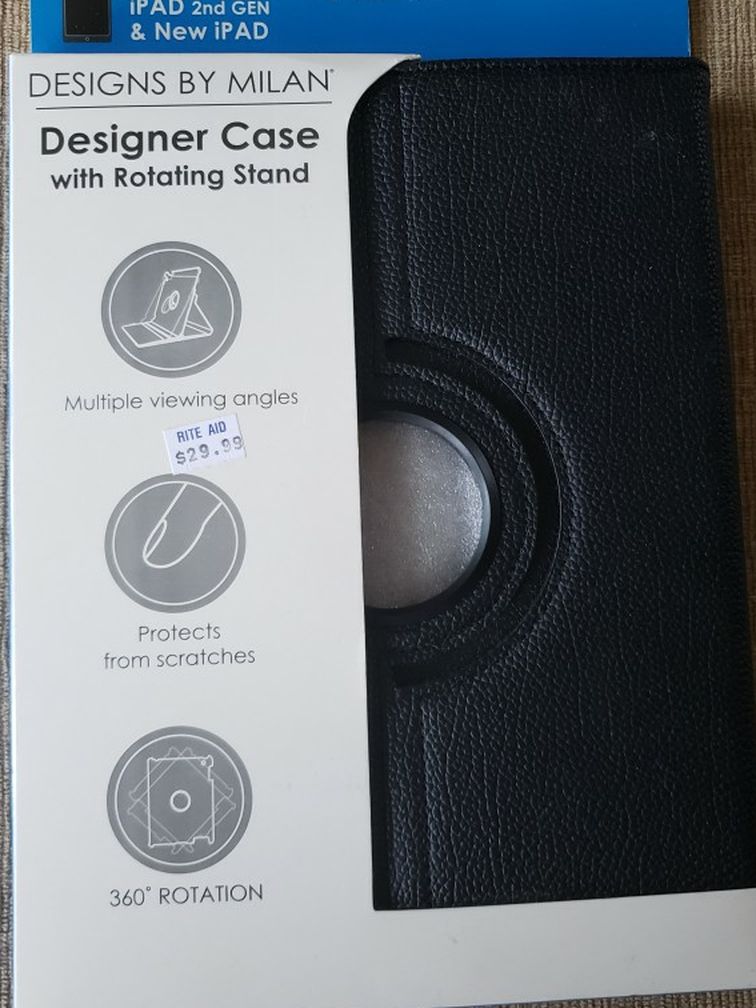 iPAD 2nd GEN
& New iPAD
DESIGNS BY MILAN
Designer Case
with Rotating Stand
Multiple viewing angles
RITE AID
$29.99
Protects
from scratches
360° ROTATION